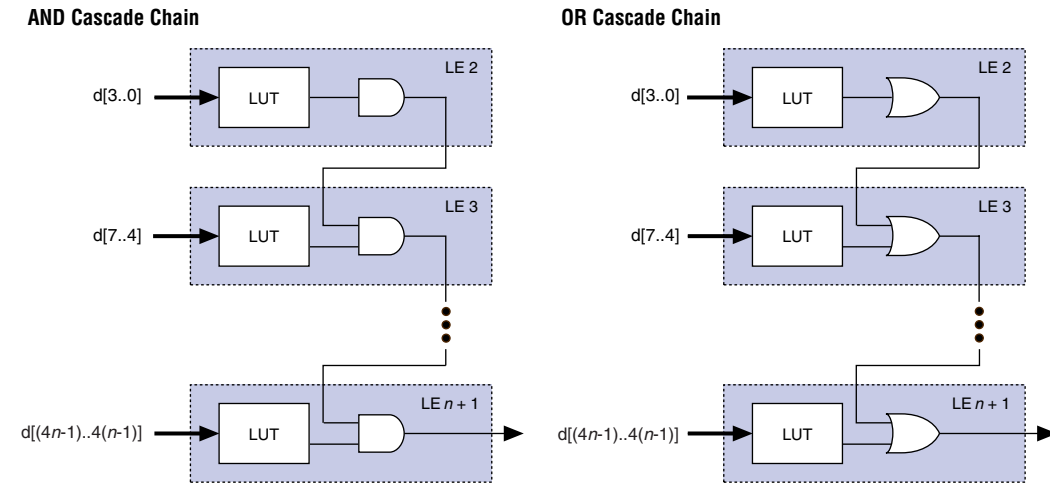 AND Cascade Chain
LE 2
d[3..0]
LUT
LE 3
d[7..4]
LUT
LE n + 1
d[(4n-1)..4(n-1)]
LUT
OR Cascade Chain
LE 2
d[3..0]
LUT
LE 3
d[7..4]
LUT
LE n + 1
d[(4n-1)..4(n-1)]
LUT